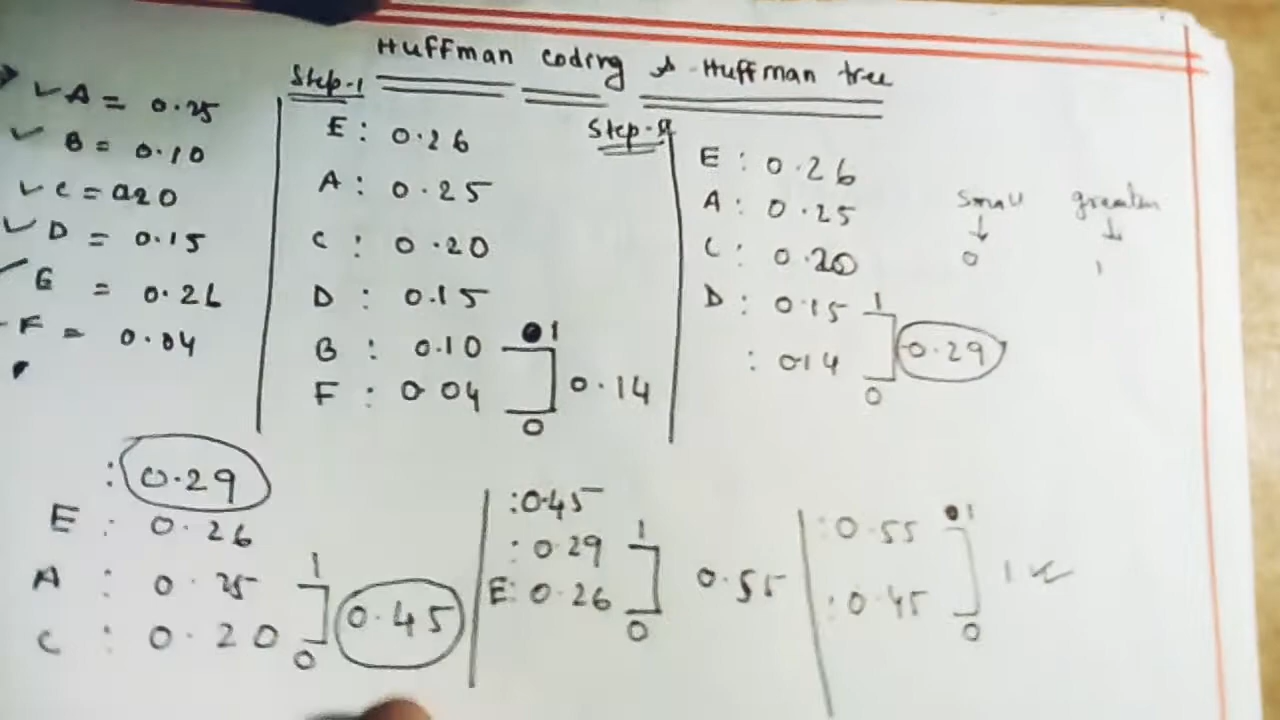 Huffman coding & Huffman tree
A = 0.25
B = 0.10
C = 0.20
D = 0.15
E = 0.26
F = 0.04
Step-1
E : 0.26
A : 0.25
C : 0.20
D : 0.15
B : 0.10 1
F : 0.04 0
0.14
Step-2
E : 0.26
A : 0.25
C : 0.20
D : 0.15 1
: 0.14 0
0.29
small greater
0 1
: 0.29
E : 0.26
A : 0.25 1
C : 0.20 0
0.45
: 0.45
: 0.29 1
E : 0.26 0
0.55
: 0.55 1
: 0.45 0
1